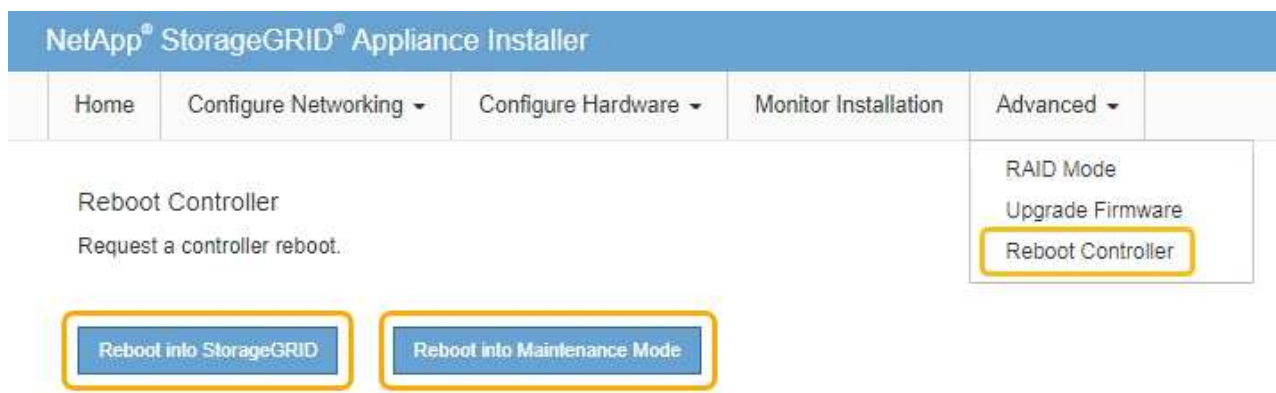 NetApp® StorageGRID® Appliance Installer
Home Configure Networking Configure Hardware Monitor Installation Advanced
RAID Mode
Upgrade Firmware
Reboot Controller
Reboot Controller
Request a controller reboot.
Reboot into StorageGRID Reboot into Maintenance Mode